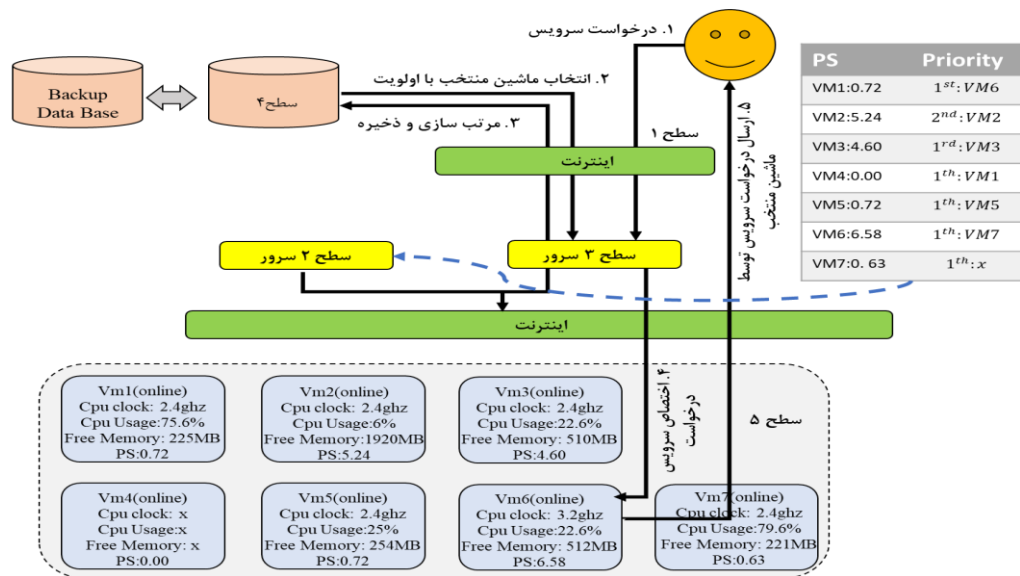 ۱. درخواست سرویس
۲. انتخاب ماشین منتخب با اولویت
Backup
Data Base
سطح۴
۳. مرتب سازی و ذخیره
سطح ۱
اینترنت
۵. ارسال درخواست سرویس توسط
ماشین منتخب
PS Priority
VM1:0.72 1st:VM6
VM2:5.24 2nd:VM2
VM3:4.60 1rd:VM3
VM4:0.00 1th:VM1
VM5:0.72 1th:VM5
VM6:6.58 1th:VM7
VM7:0. 63 1th:x
سطح ۲ سرور
سطح ۳ سرور
اینترنت
۴. اختصاص سرویس
درخواست
سطح ۵
Vm1(online)
Cpu clock: 2.4ghz
Cpu Usage:75.6%
Free Memory: 225MB
PS:0.72
Vm2(online)
Cpu clock: 2.4ghz
Cpu Usage:6%
Free Memory:1920MB
PS:5.24
Vm3(online)
Cpu clock: 2.4ghz
Cpu Usage:22.6%
Free Memory: 510MB
PS:4.60
Vm4(online)
Cpu clock: x
Cpu Usage:x
Free Memory: x
PS:0.00
Vm5(online)
Cpu clock: 2.4ghz
Cpu Usage:25%
Free Memory: 254MB
PS:0.72
Vm6(online)
Cpu clock: 3.2ghz
Cpu Usage:22.6%
Free Memory:512MB
PS:6.58
Vm7(online)
Cpu clock: 2.4ghz
Cpu Usage:79.6%
Free Memory: 221MB
PS:0.63